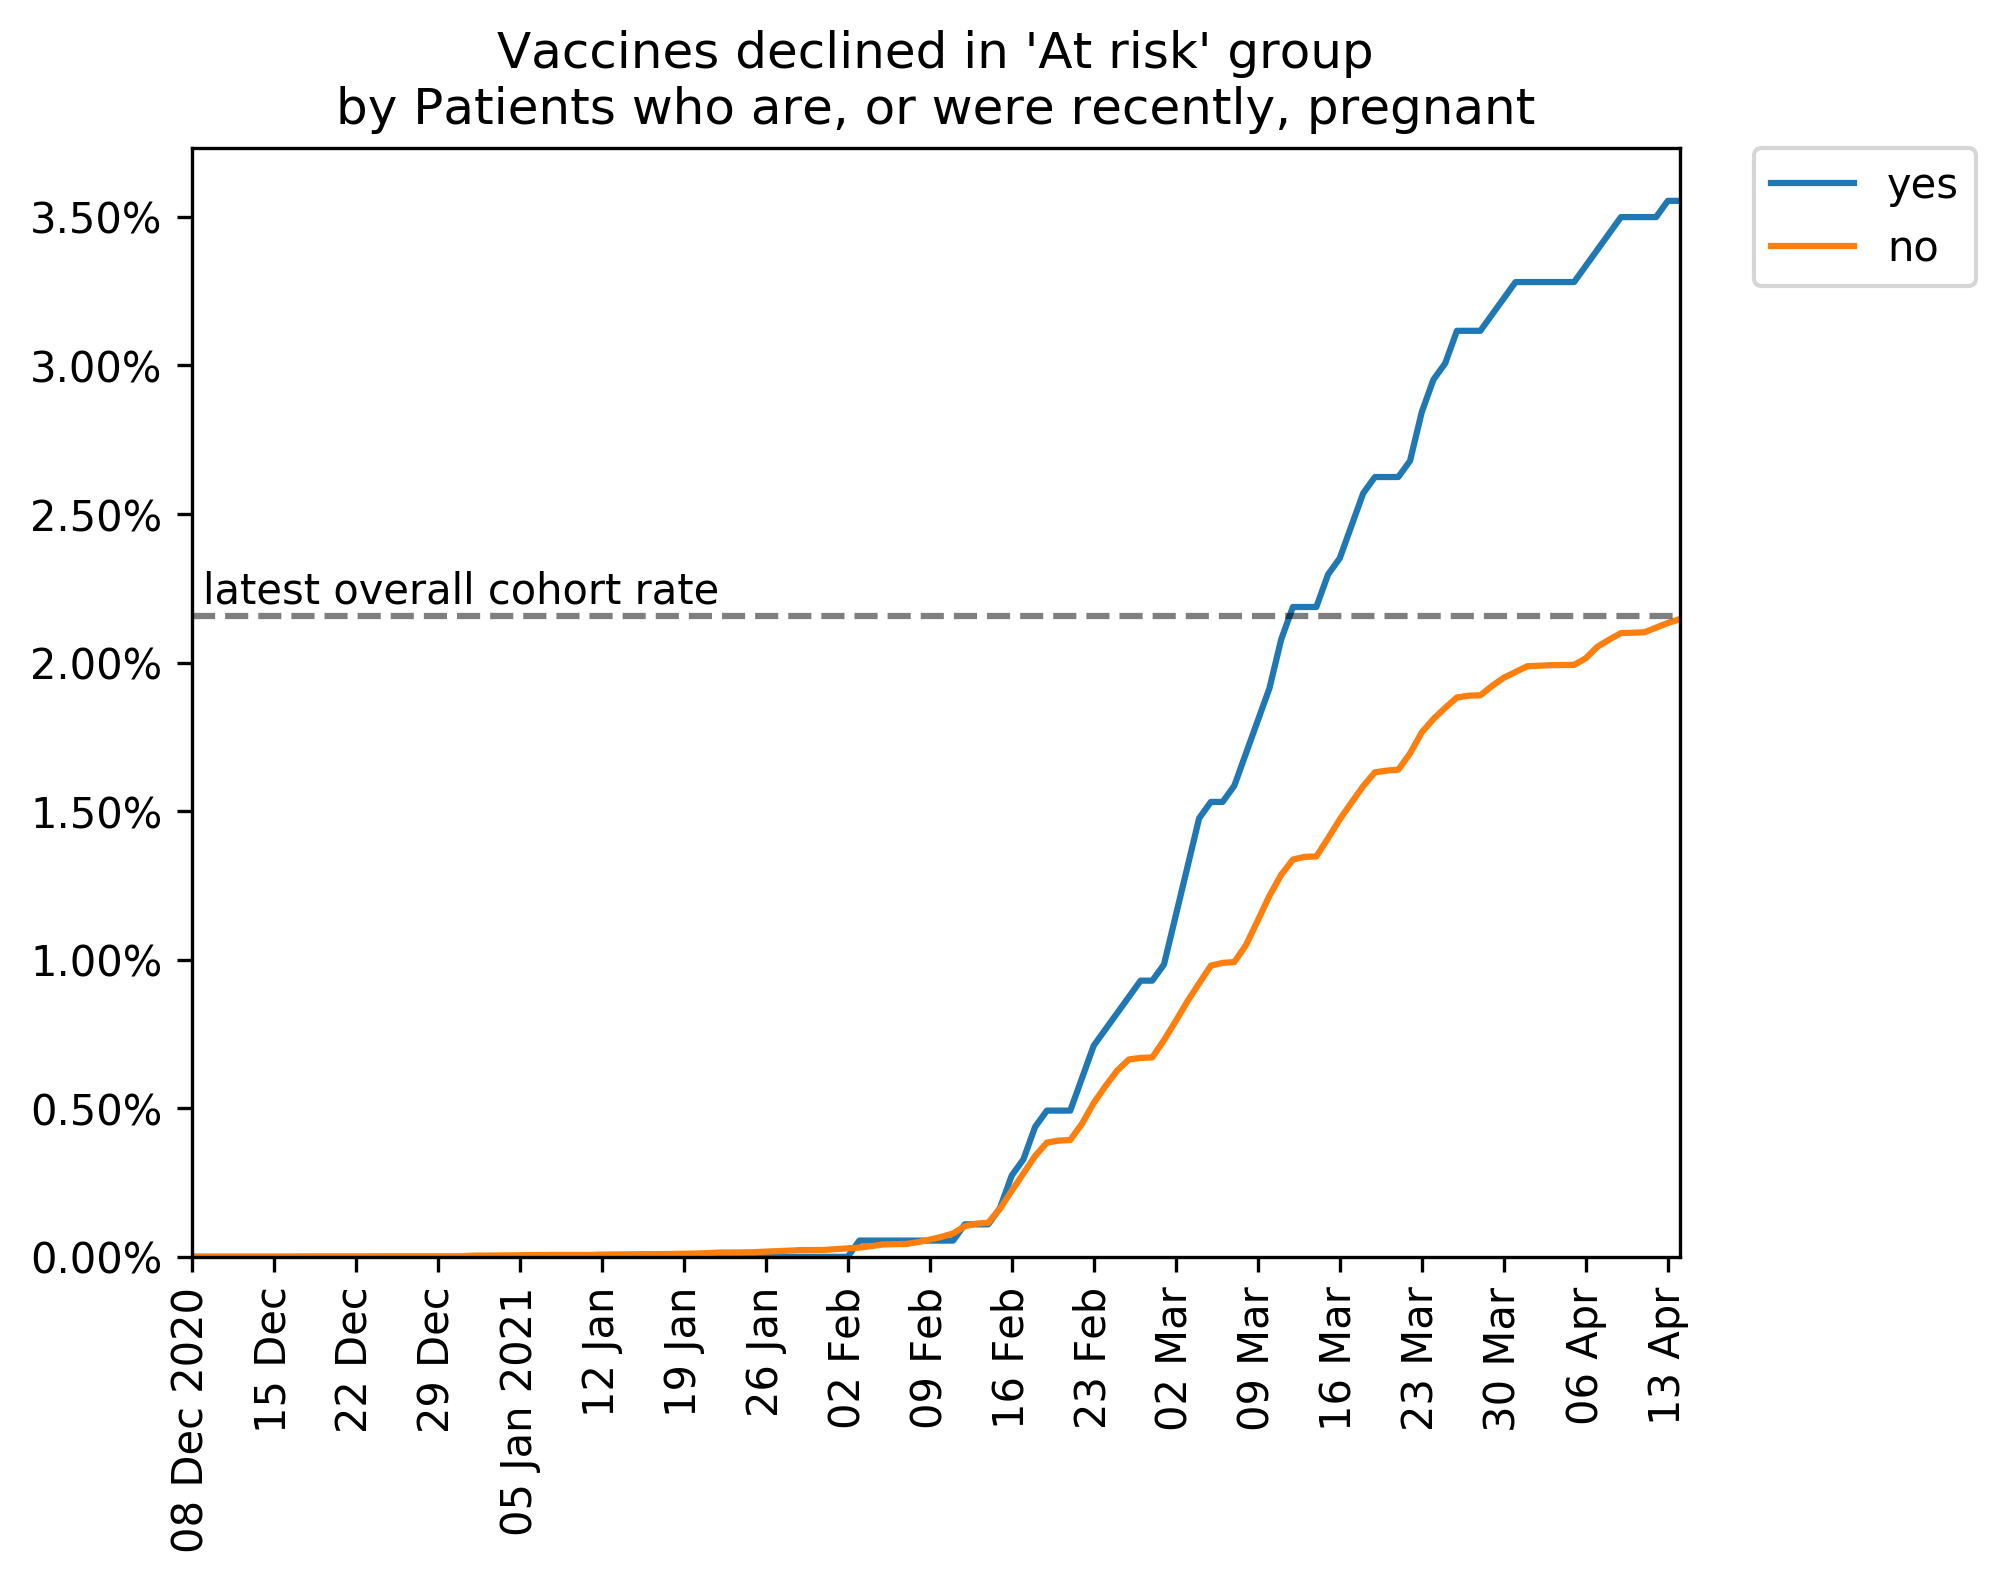 Vaccines declined in 'At risk' group
by Patients who are, or were recently, pregnant
yes
no
3.50%
3.00%
2.50%
latest overall cohort rate
2.00%
1.50%
1.00%
0.50%
0.00%
08 Dec 2020
15 Dec
22 Dec
29 Dec
05 Jan 2021
12 Jan
19 Jan
26 Jan
02 Feb
09 Feb
16 Feb
23 Feb
02 Mar
09 Mar
16 Mar
23 Mar
30 Mar
06 Apr
13 Apr